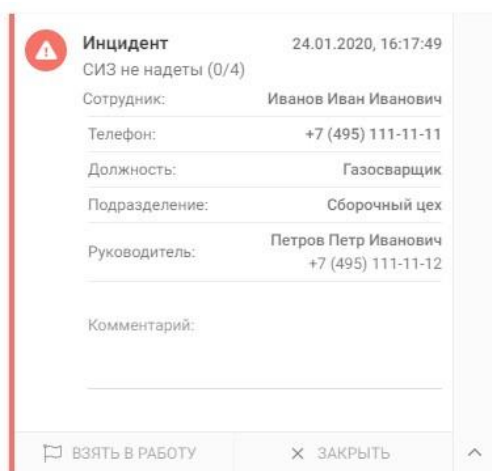 Инцидент 24.01.2020, 16:17:49
СИЗ не надеты (0/4)
Сотрудник: Иванов Иван Иванович
Телефон: +7 (495) 111-11-11
Должность: Газосварщик
Подразделение: Сборочный цех
Руководитель: Петров Петр Иванович
+7 (495) 111-11-12
Комментарий:
ВЗЯТЬ В РАБОТУ ЗАКРЫТЬ